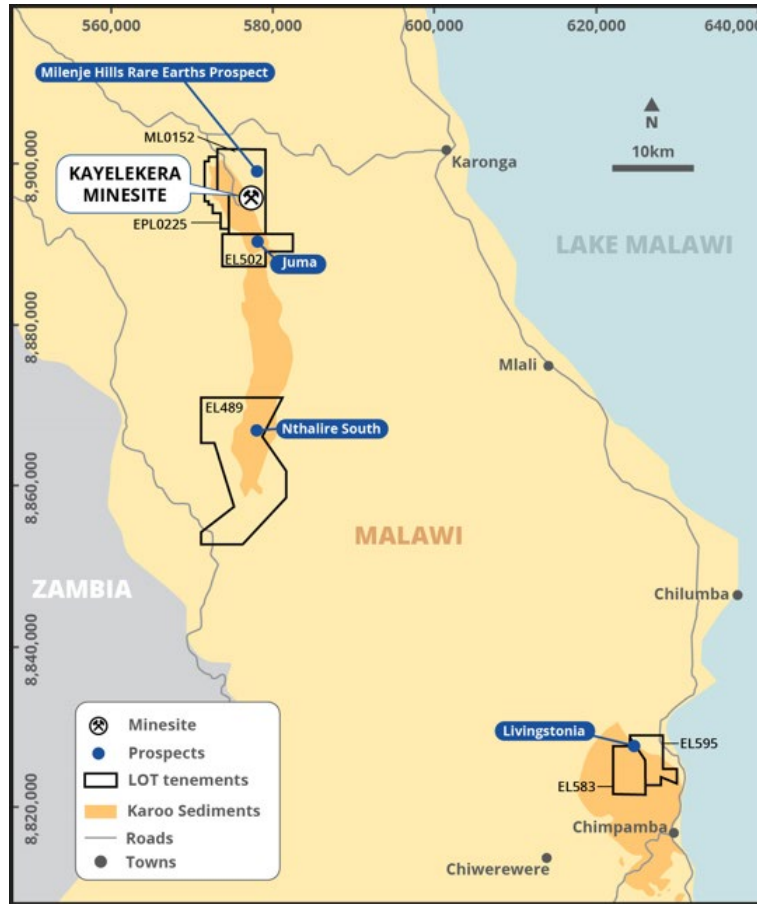 560,000
580,000
600,000
620,000
640,000
Milenje Hills Rare Earths Prospect
N
10km
ML0152
Karonga
8,900,000
KAYELEKERA
MINESITE
EPL0225
LAKE MALAWI
EL502
Juma
8,880,000
Mlali
EL489
Nthalire South
8,860,000
MALAWI
ZAMBIA
Chilumba
8,840,000
Livingstonia
EL595
EL583
8,820,000
Chimpamba
Chiwerewere
Minesite
Prospects
LOT tenements
Karoo Sediments
Roads
Towns